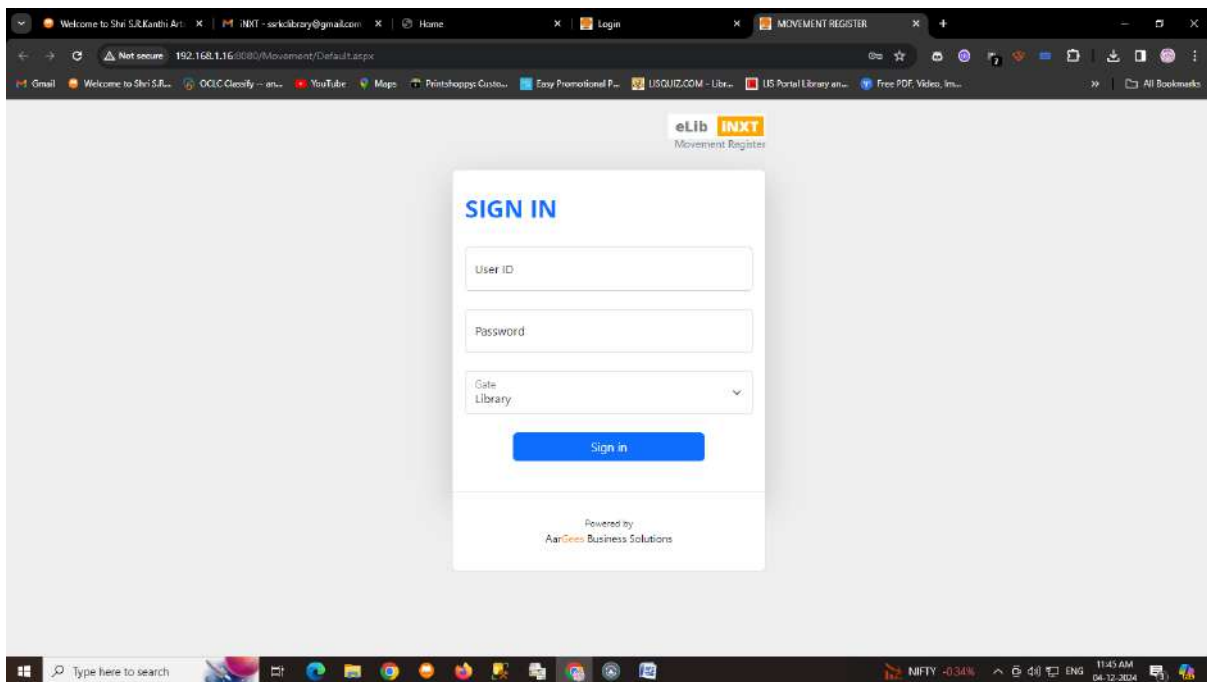 Welcome to Shri S.R.Kanthi Art:
iNXT - ssrkclibrary@gmail.com
Home
Login
MOVEMENT REGISTER
Not secure 192.168.1.16:8080/Movement/Default.aspx
Gmail
Welcome to Shri S.R...
OCLC Classify -- an...
YouTube
Maps
Printshoppy: Custo...
Easy Promotional P...
LISQUIZ.COM – Libr...
LIS Portal Library an...
Free PDF, Video, Im...
»
All Bookmarks
eLib INXT
Movement Register
SIGN IN
User ID
Password
Gate
Library
Sign in
Powered by
AarGees Business Solutions
Type here to search
NIFTY -0.34%
ENG
11:45 AM
04-12-2024